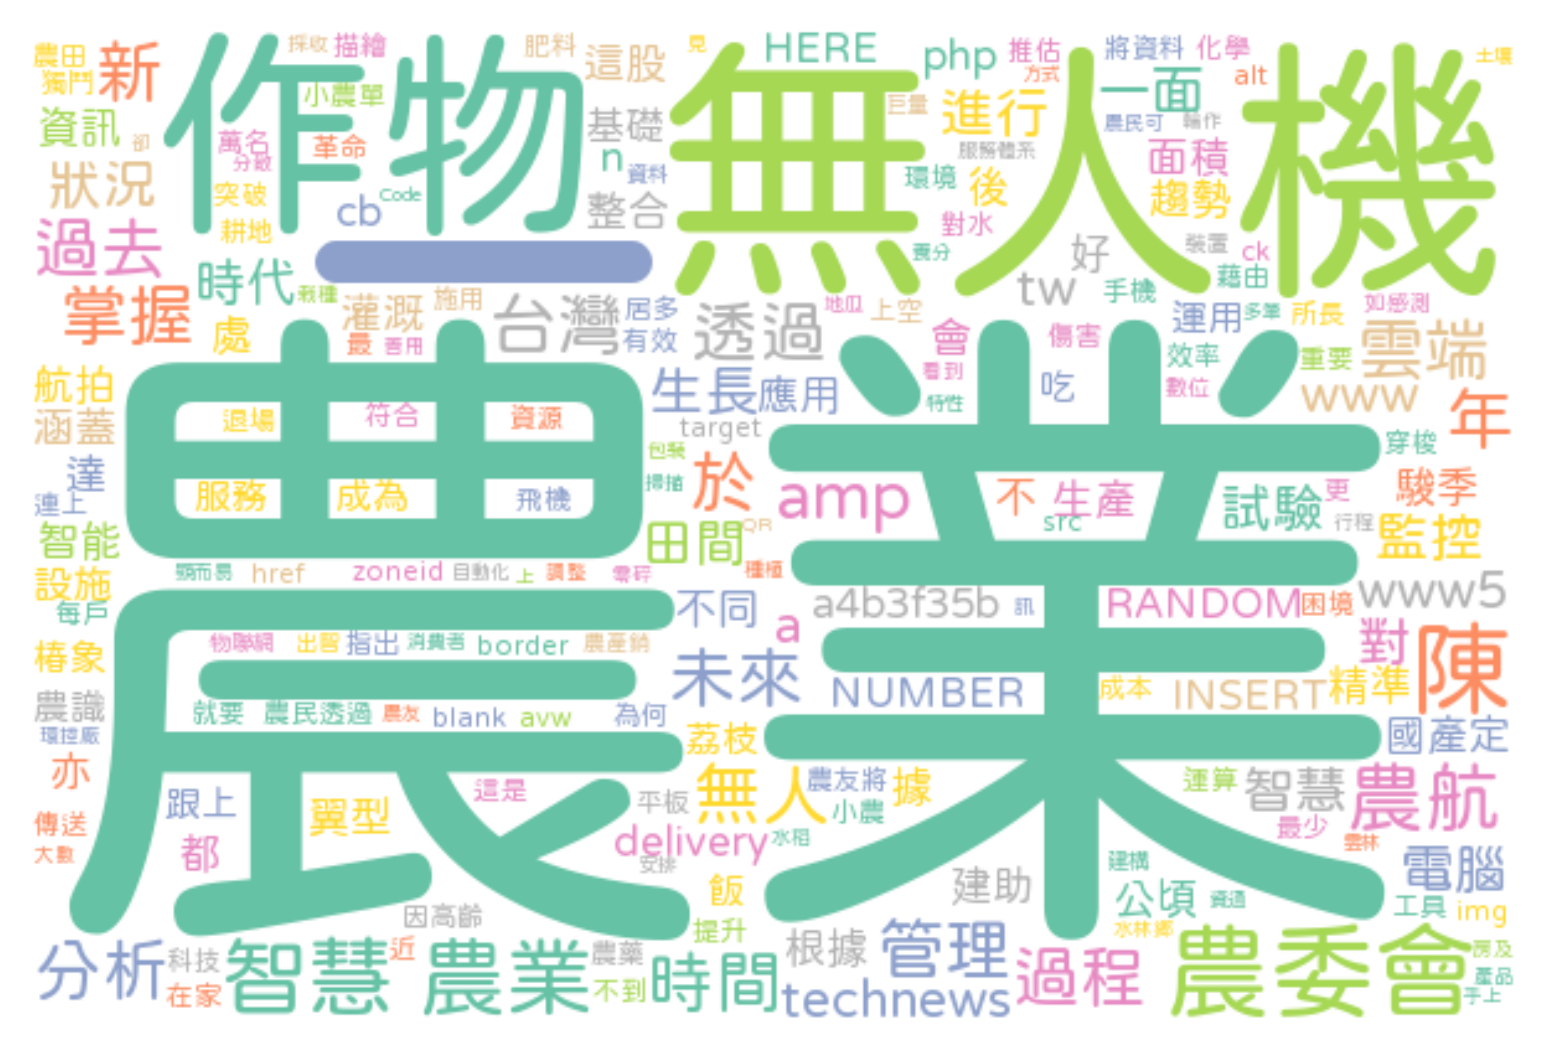 農田 新 作物 採收 描繪 肥料 這股 見 無人機 HERE php 推估 將資料 化學 土壤
獨門 小農單 巨量 進行 方式 一面 alt
資訊 卻 萬名 革命 基礎 農民可 輪作
分散 n 資料 服務體系 面積
狀況 突破 cb Code 整合 環境 後 趨勢
過去 耕地 一 養分 對水 好 裝置 ck
時代 栽種 tw 手機 藉由
掌握 灌溉 施用 台灣 居多 透過 地瓜 上空 會 傷害 運用 多筆 所長 如感測
處 最 善用 有效 效率 重要 雲端
航拍 農業 生長 應用 看到 吃 數位 www 年
涵蓋 退場 符合 資源 target 特性 穿梭
達 包裝
連上 服務 成為 飛機 掃描 於 amp 不 生產 試驗 更 駿季
智能 田間 QR src 行程 監控
設施 顯而易 href zoneid 自動化 上 調整 零碎 種植
每戶 不同 a4b3f35b 訊 RANDOM 困境 www5
椿象 物聯網 出智 指出 消費者 border 農產銷 a 對 陳
農識 未來 NUMBER 成本 INSERT 精準
環控厰 就要 農民透過 農友 blank avw 為何 荔枝 國產定
亦 跟上 翼型 這是 平板 無人 農友將 據 運算 智慧 農航
傳送 小農 最少
大數 都 delivery 水稻 雲林
安排 飯 建助 建構 電腦
因高齡 提升 公頃 資通 工具 img
分析 科技 智慧 近 農業 農藥 時間 根據 管理 過程 水林鄉 農委會 房及
在家 不到 technews 產品
手上